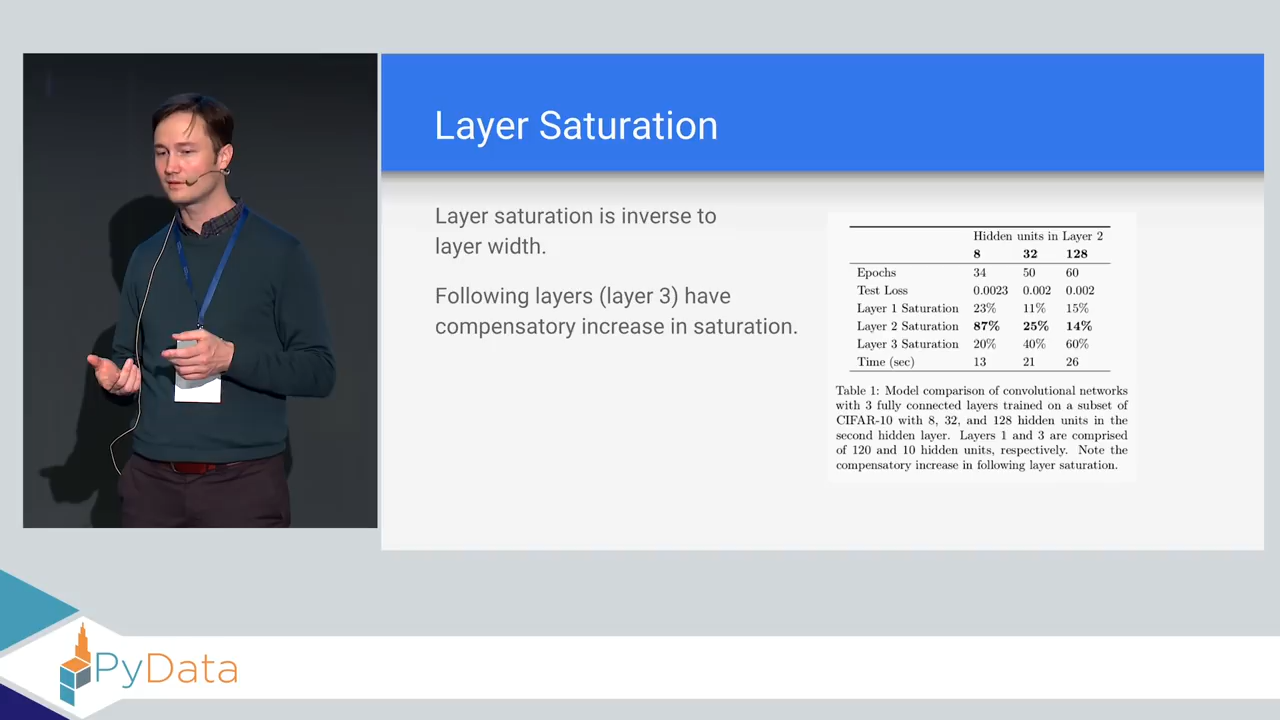 Layer Saturation
Layer saturation is inverse to
layer width.
Following layers (layer 3) have
compensatory increase in saturation.
Hidden units in Layer 2
8 32 128
Epochs 34 50 60
Test Loss 0.0023 0.002 0.002
Layer 1 Saturation 23% 11% 15%
Layer 2 Saturation 87% 25% 14%
Layer 3 Saturation 20% 40% 60%
Time (sec) 13 21 26
Table 1: Model comparison of convolutional networks
with 3 fully connected layers trained on a subset of
CIFAR-10 with 8, 32, and 128 hidden units in the
second hidden layer. Layers 1 and 3 are comprised
of 120 and 10 hidden units, respectively. Note the
compensatory increase in following layer saturation.
PyData